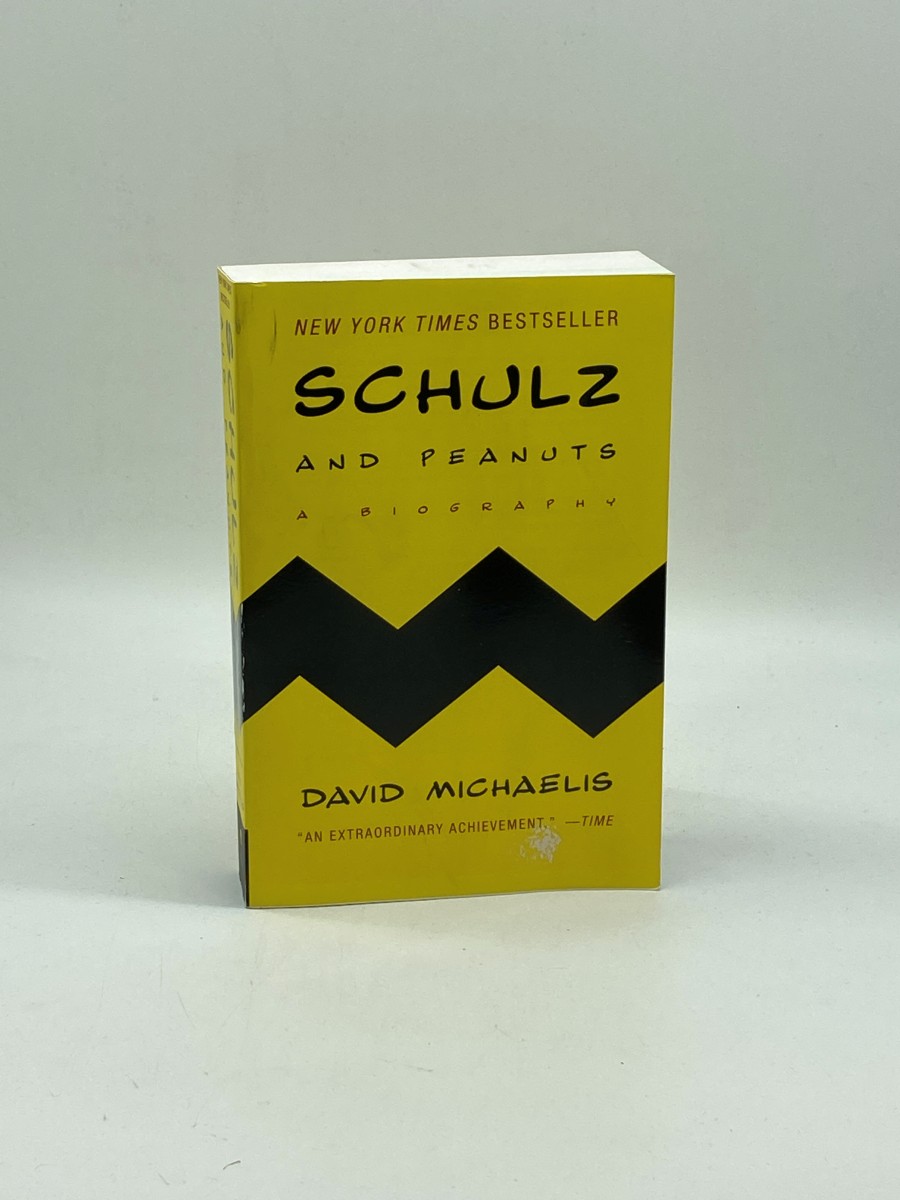 NEW YORK TIMES BESTSELLER
SCHULZ
AND PEANUTS
A BIOGRAPHY
DAVID MICHAELIS
"AN EXTRAORDINARY ACHIEVEMENT." —TIME